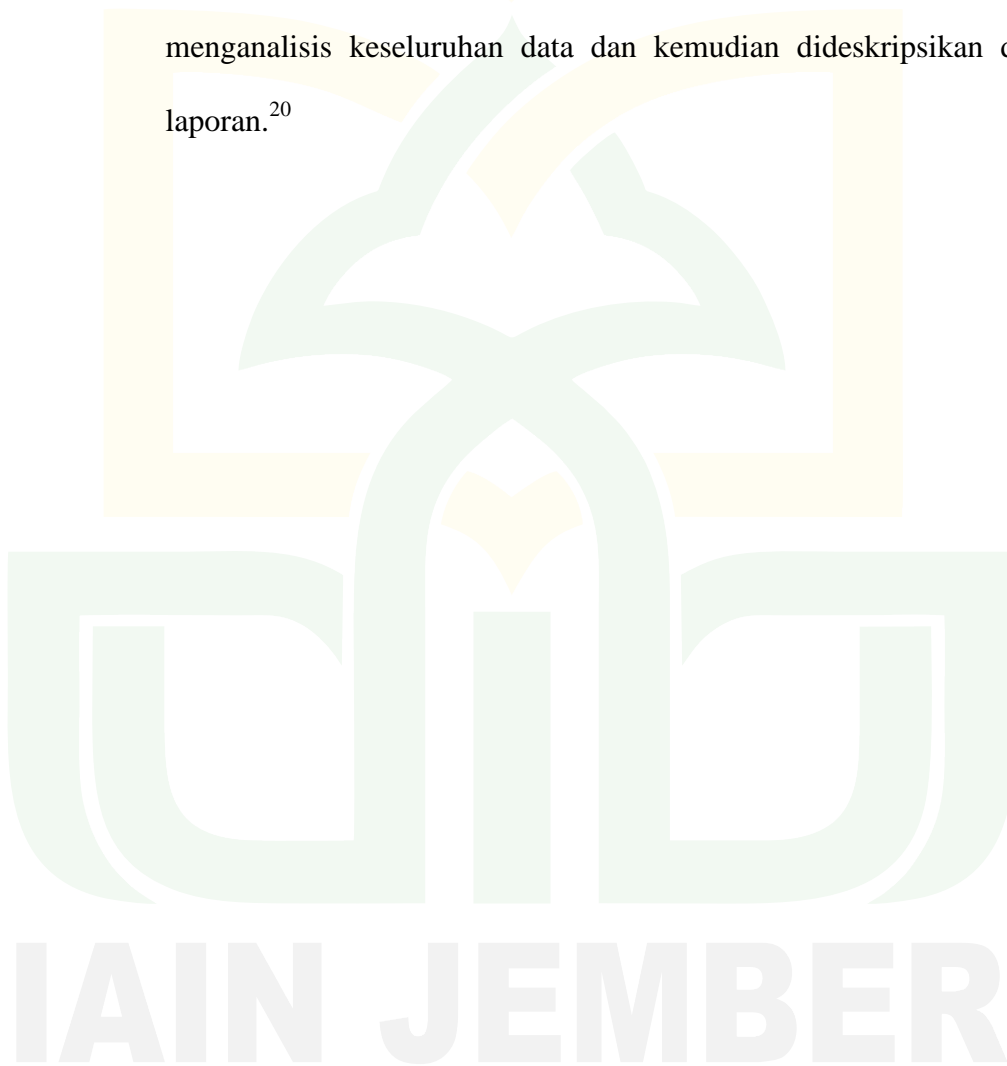 menganalisis keseluruhan data dan kemudian dideskripsikan
laporan.20
IAIN JEMBER